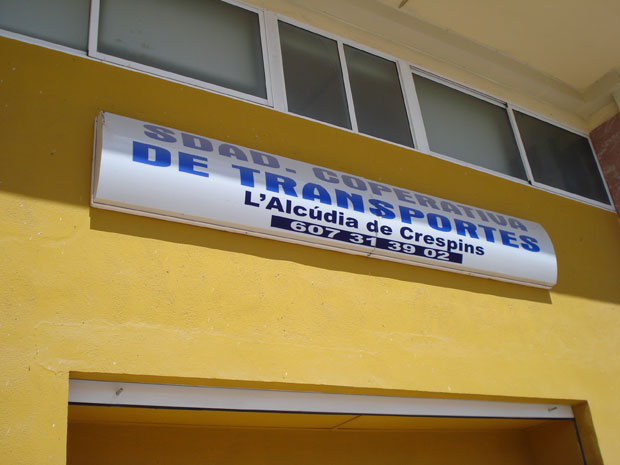 SDAD. COPERATIVA
DE TRANSPORTES
L'Alcúdia de Crespins
607 31 39 02